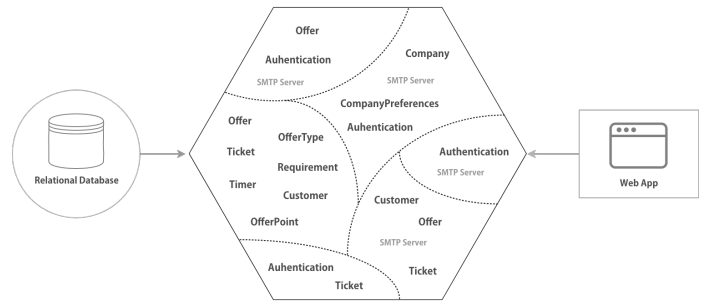 Offer
Auhentication
SMTP Server
Company
SMTP Server
CompanyPreferences
Auhentication
Offer
OfferType
Ticket
Requirement
Timer
Customer
OfferPoint
Authentication
SMTP Server
Customer
Offer
SMTP Server
Ticket
Auhentication
Ticket
Relational Database
Web App